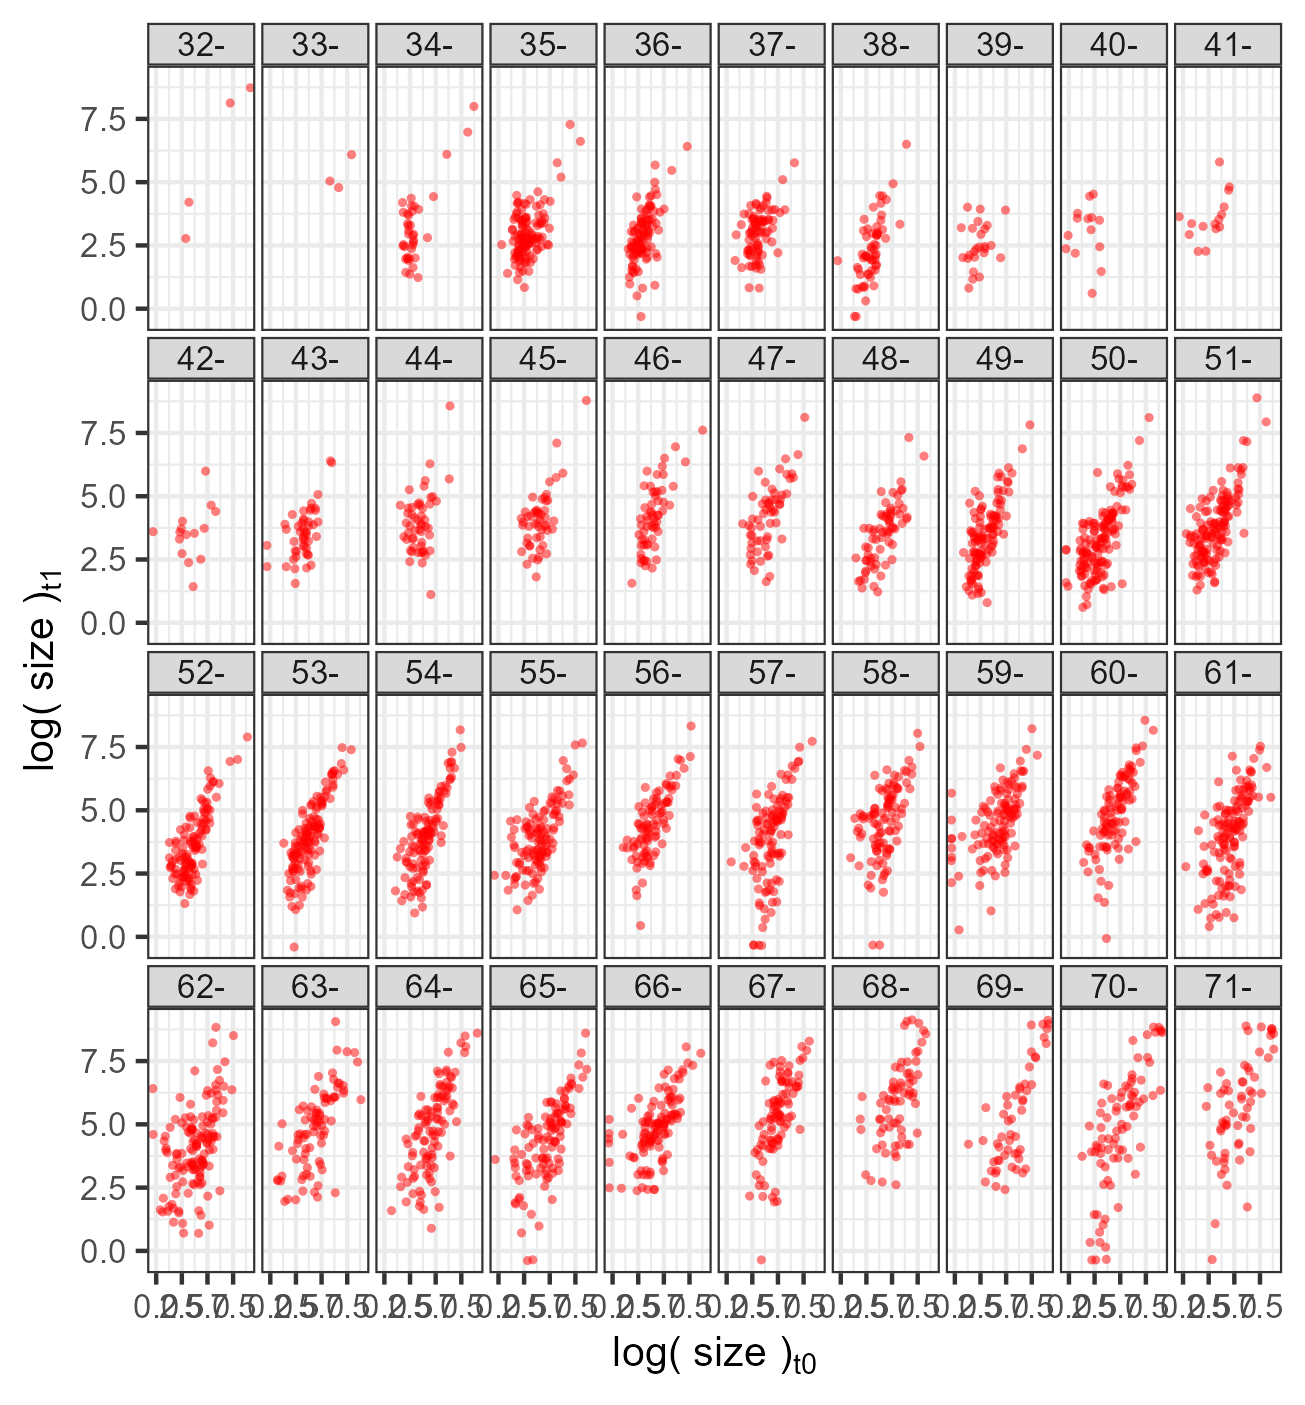 32- 33- 34- 35- 36- 37- 38- 39- 40- 41-
7.5
5.0
2.5
0.0
42- 43- 44- 45- 46- 47- 48- 49- 50- 51-
7.5
5.0
2.5
0.0
52- 53- 54- 55- 56- 57- 58- 59- 60- 61-
7.5
5.0
2.5
0.0
62- 63- 64- 65- 66- 67- 68- 69- 70- 71-
7.5
5.0
2.5
0.0
log( size )t1
log( size )t0